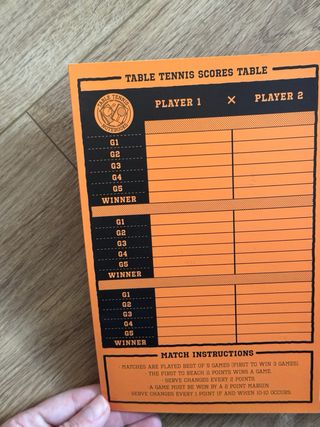 TABLE TENNIS SCORES TABLE
TABLE TENNIS
PLAYER 1 × PLAYER 2
G1
G2
G3
G4
G5
WINNER
G1
G2
G3
G4
G5
WINNER
G1
G2
G3
G4
G5
WINNER
MATCH INSTRUCTIONS
· MATCHES ARE PLAYED BEST OF 5 GAMES (FIRST TO WIN 3 GAMES)
THE FIRST TO REACH 11 POINTS WINS A GAME.
· SERVE CHANGES EVERY 2 POINTS
A GAME MUST BE WON BY A 2 POINT MARGIN
SERVE CHANGES EVERY 1 POINT IF AND WHEN 10-10 OCCURS.